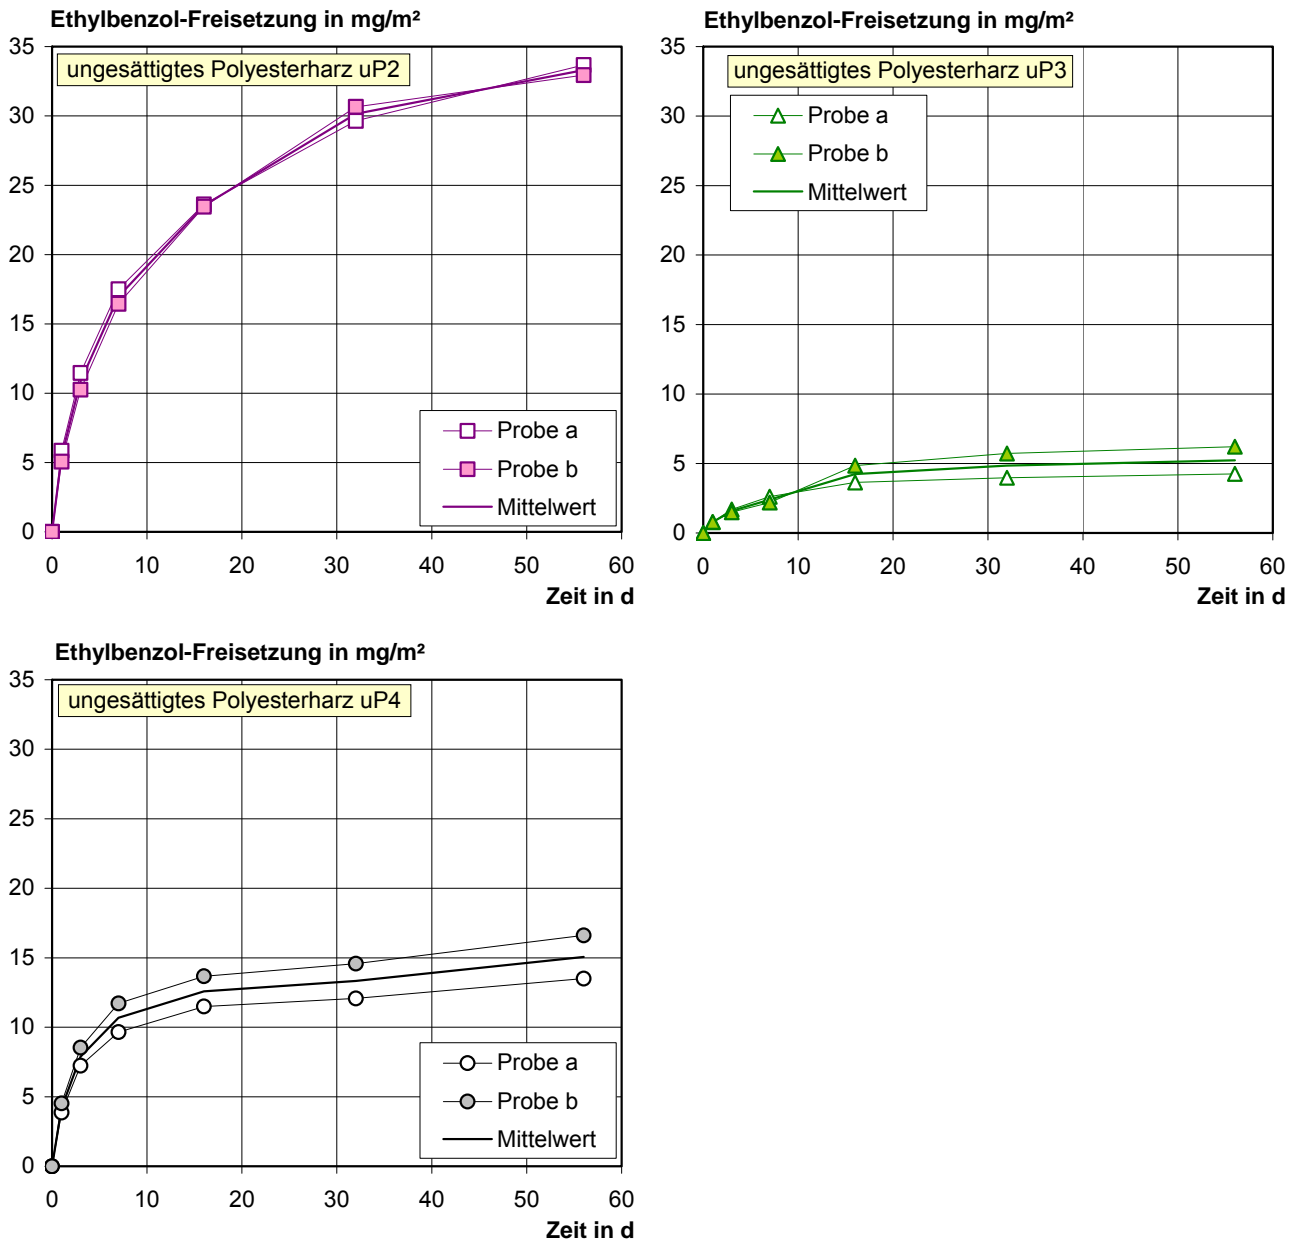 Ethylbenzol-Freisetzung in mg/m²
35
30
25
20
15
10
5
0
ungesättigtes Polyesterharz uP2
Probe a
Probe b
Mittelwert
0 10 20 30 40 50 60
Zeit in d
Ethylbenzol-Freisetzung in mg/m²
35
30
25
20
15
10
5
0
ungesättigtes Polyesterharz uP3
Probe a
Probe b
Mittelwert
0 10 20 30 40 50 60
Zeit in d
Ethylbenzol-Freisetzung in mg/m²
35
30
25
20
15
10
5
0
ungesättigtes Polyesterharz uP4
Probe a
Probe b
Mittelwert
0 10 20 30 40 50 60
Zeit in d